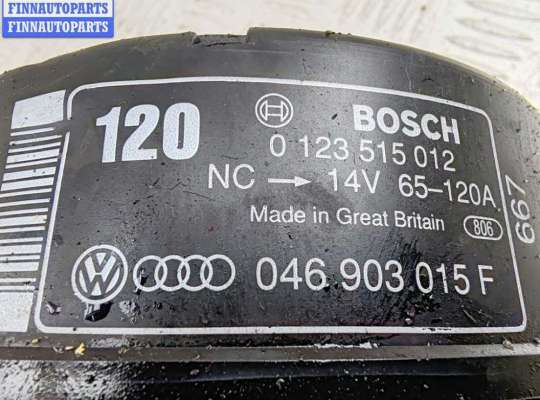 FINNAUTOPARTS
FINNAUTOPARTS
120
BOSCH
0 123 515 012
NC → 14V 65–120A
Made in Great Britain 806
667
046 903 015 F